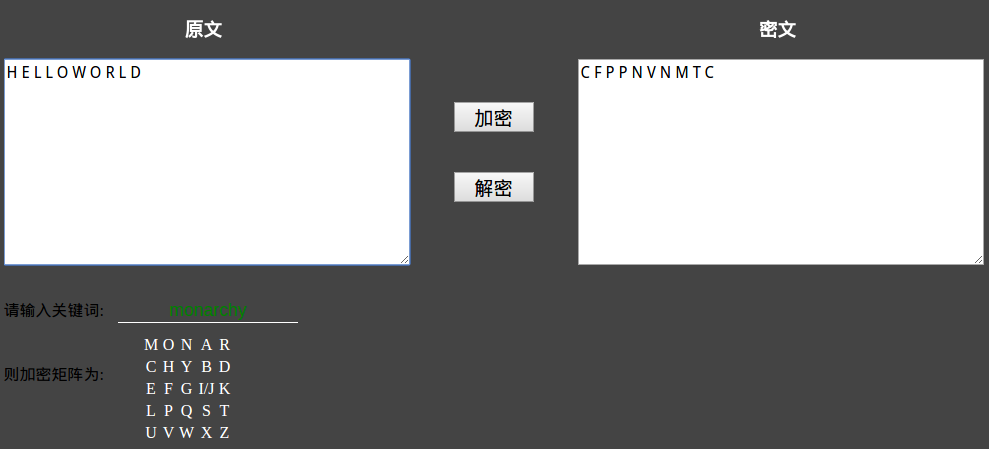 原文
密文
H E L L O W O R L D
C F P P N V N M T C
加密
解密
请输入关键词:
monarchy
则加密矩阵为:
M O N A R
C H Y B D
E F G I/J K
L P Q S T
U V W X Z